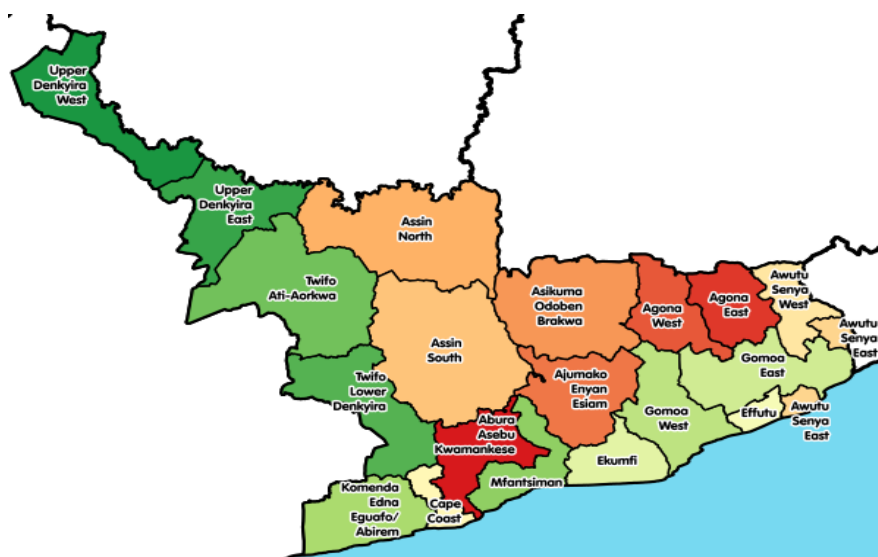 Upper
Denkyira
West
Upper
Denkyira
East
Assin
North
Twifo
Ati-Aorkwa
Asikuma
Odoben
Brakwa
Agona
West
Agona
East
Awutu
Senya
West
Awutu
Senya
East
Assin
South
Gomoa
East
Twifo
Lower
Denkyira
Ajumako
Enyan
Esiam
Abura
Asebu
Kwamankese
Gomoa
West
Effutu
Awutu
Senya
East
Ekumfi
Mfantsiman
Komenda
Edna
Eguafo/
Abirem
Cape
Coast